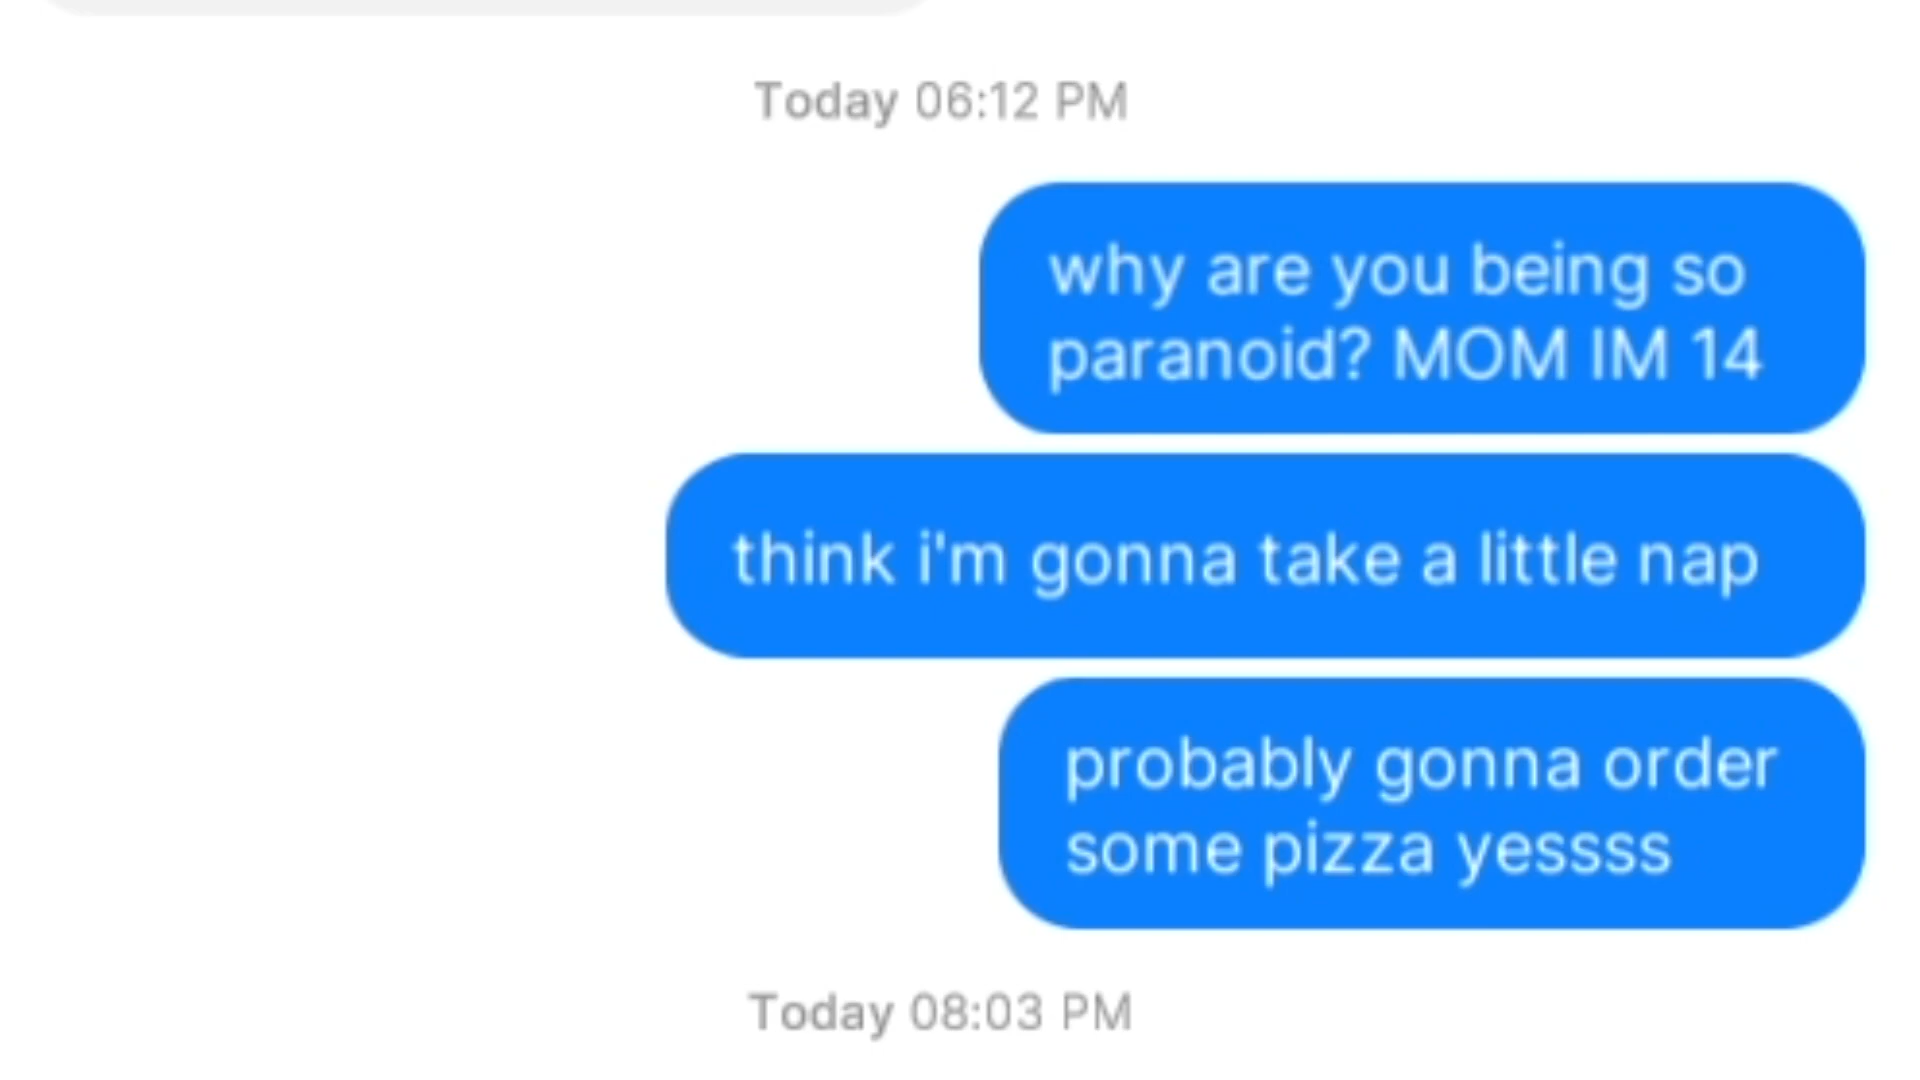 Today 06:12 PM
why are you being so
paranoid? MOM IM 14
think i'm gonna take a little nap
probably gonna order
some pizza yessss
Today 08:03 PM